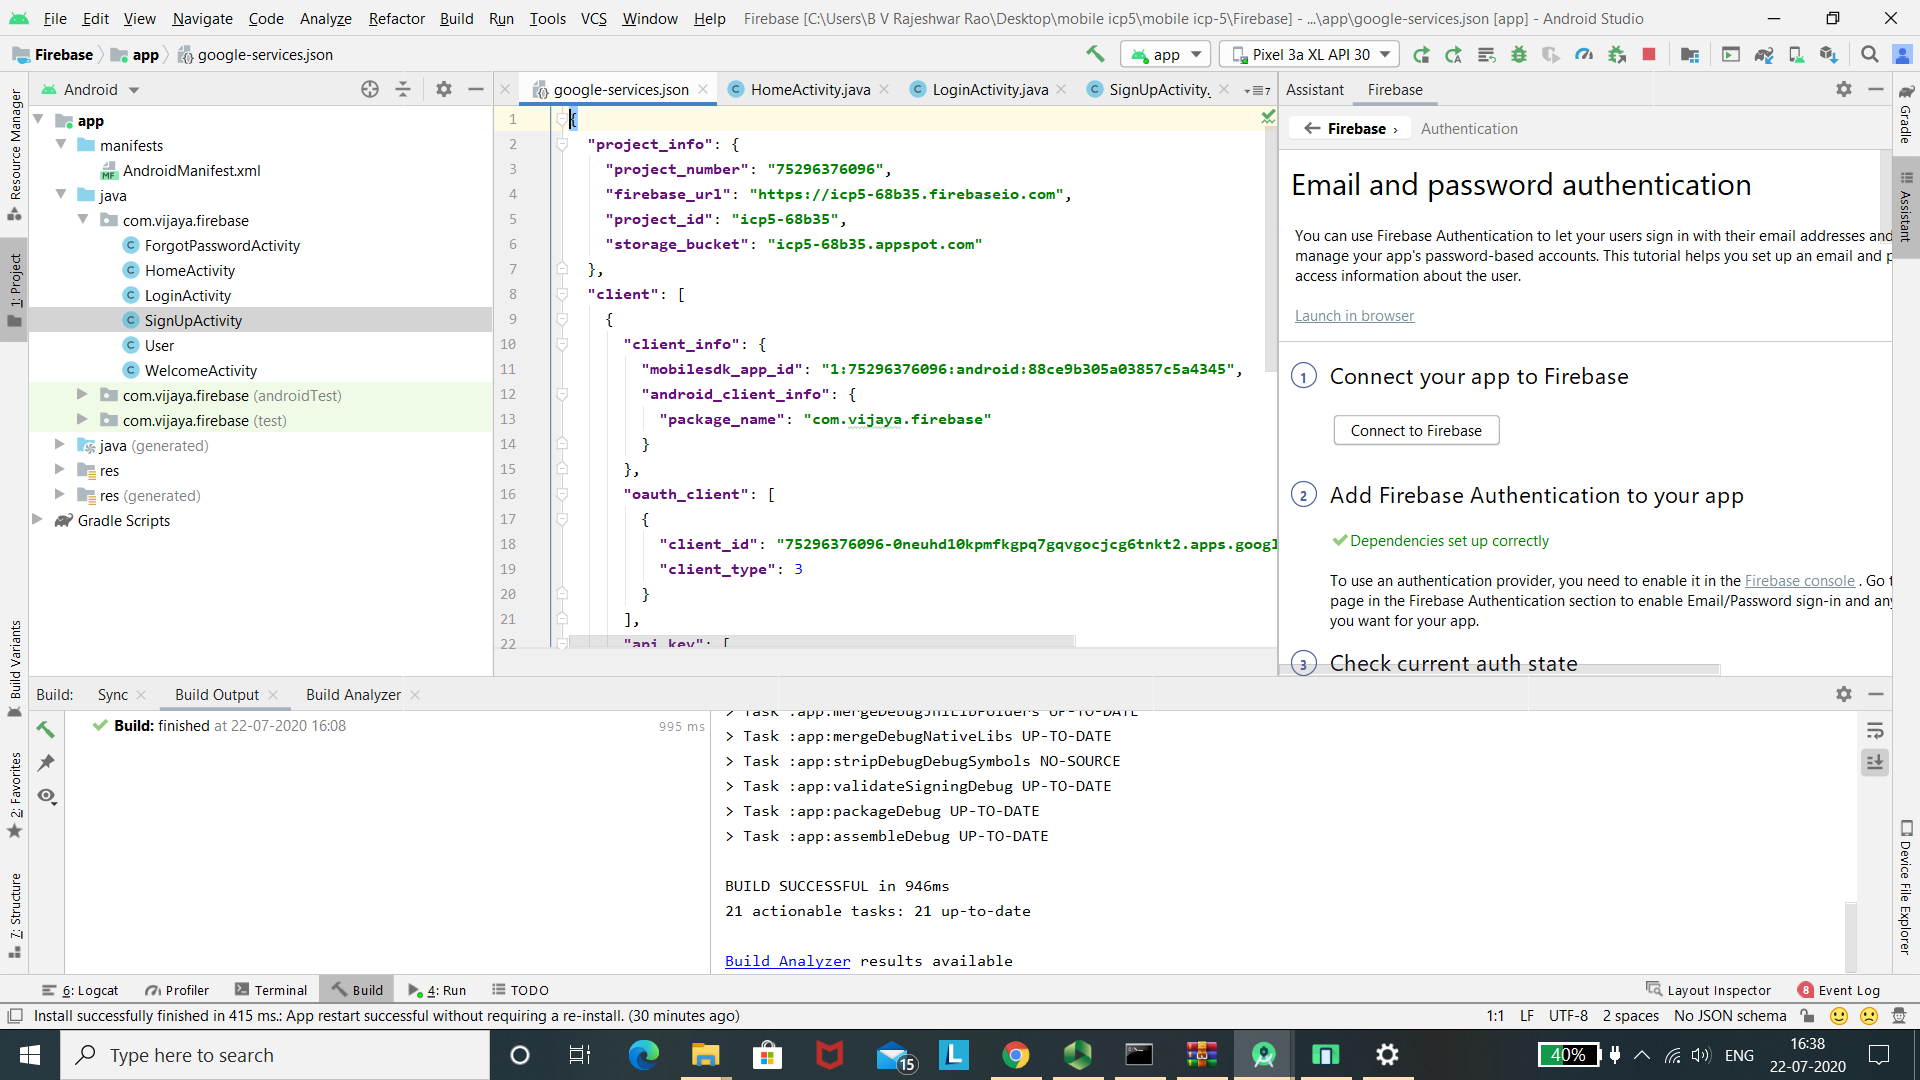 File Edit View Navigate Code Analyze Refactor Build Run Tools VCS Window Help Firebase [C:\Users\B V Rajeshwar Rao\Desktop\mobile icp5\mobile icp-5\Firebase] - ...\app\google-services.json [app] - Android Studio
Firebase app google-services.json
app Pixel 3a XL API 30
Android
google-services.json HomeActivity.java LoginActivity.java SignUpActivity. 7
Assistant Firebase
Resource Manager
1: Project
Build Variants
2: Favorites
7: Structure
app
manifests
AndroidManifest.xml
java
com.vijaya.firebase
ForgotPasswordActivity
HomeActivity
LoginActivity
SignUpActivity
User
WelcomeActivity
com.vijaya.firebase (androidTest)
com.vijaya.firebase (test)
java (generated)
res
res (generated)
Gradle Scripts
1 {
2 "project_info": {
3 "project_number": "75296376096",
4 "firebase_url": "https://icp5-68b35.firebaseio.com",
5 "project_id": "icp5-68b35",
6 "storage_bucket": "icp5-68b35.appspot.com"
7 },
8 "client": [
9 {
10 "client_info": {
11 "mobilesdk_app_id": "1:75296376096:android:88ce9b305a03857c5a4345",
12 "android_client_info": {
13 "package_name": "com.vijaya.firebase"
14 }
15 },
16 "oauth_client": [
17 {
18 "client_id": "75296376096-0neuhd10kpmfkgpq7gqvgocjcg6tnkt2.apps.googl
19 "client_type": 3
20 }
21 ],
22 "api_key": [
Firebase › Authentication
Email and password authentication
You can use Firebase Authentication to let your users sign in with their email addresses and
manage your app's password-based accounts. This tutorial helps you set up an email and p
access information about the user.
Launch in browser
1 Connect your app to Firebase
Connect to Firebase
2 Add Firebase Authentication to your app
Dependencies set up correctly
To use an authentication provider, you need to enable it in the Firebase console . Go t
page in the Firebase Authentication section to enable Email/Password sign-in and any
you want for your app.
3 Check current auth state
Gradle
Assistant
Device File Explorer
Build: Sync Build Output Build Analyzer
Build: finished at 22-07-2020 16:08 995 ms
> Task :app:mergeDebugJniLibFolders UP-TO-DATE
> Task :app:mergeDebugNativeLibs UP-TO-DATE
> Task :app:stripDebugDebugSymbols NO-SOURCE
> Task :app:validateSigningDebug UP-TO-DATE
> Task :app:packageDebug UP-TO-DATE
> Task :app:assembleDebug UP-TO-DATE
BUILD SUCCESSFUL in 946ms
21 actionable tasks: 21 up-to-date
Build Analyzer results available
6: Logcat Profiler Terminal Build 4: Run TODO Layout Inspector 8 Event Log
Install successfully finished in 415 ms.: App restart successful without requiring a re-install. (30 minutes ago) 1:1 LF UTF-8 2 spaces No JSON schema
Type here to search 15 L 40% ENG 16:38
22-07-2020